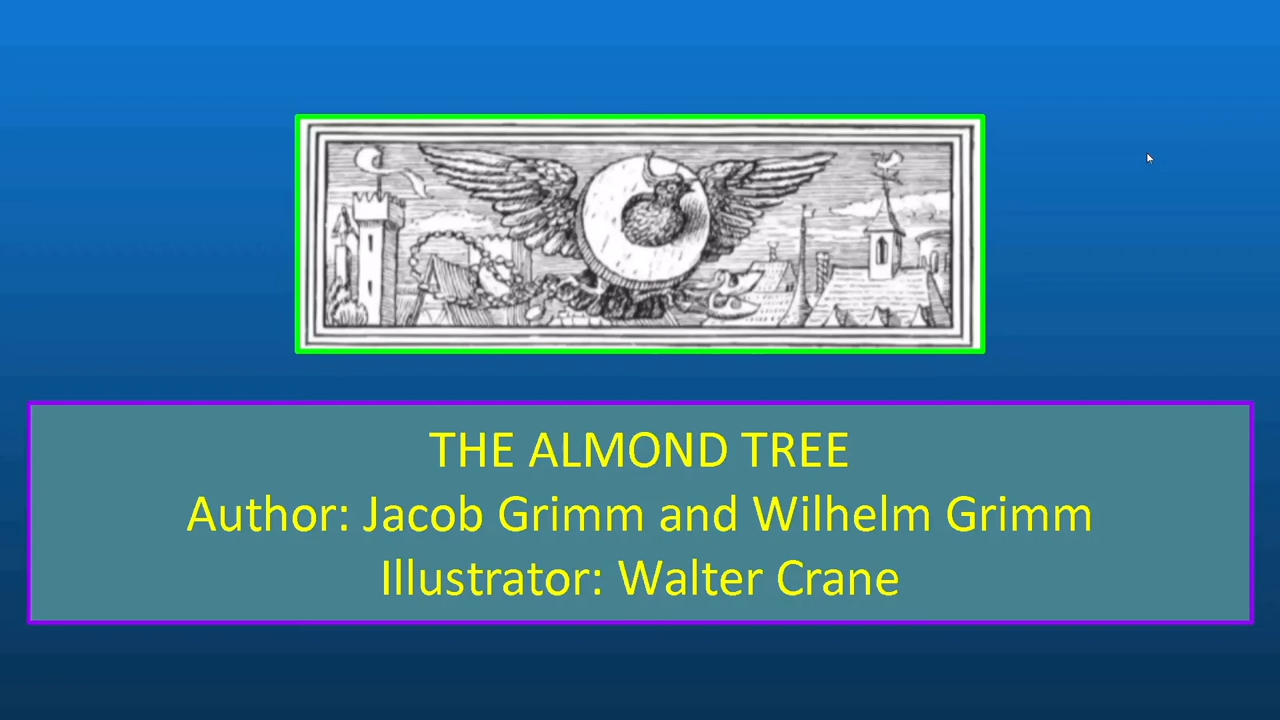 THE ALMOND TREE
Author: Jacob Grimm and Wilhelm Grimm
Illustrator: Walter Crane